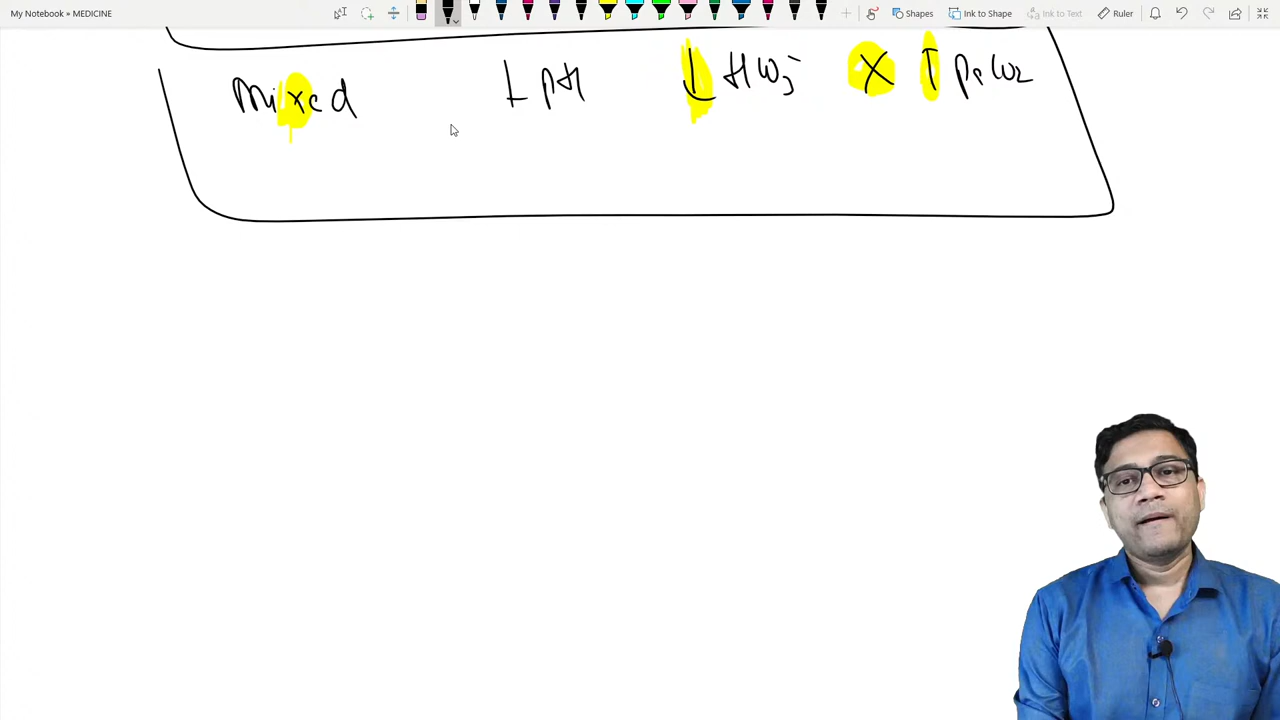 My Notebook » MEDICINE
Shapes Ink to Shape Ink to Text Ruler
Mixed ↓ pH ↓ HCO3- X ↑ PaCO2